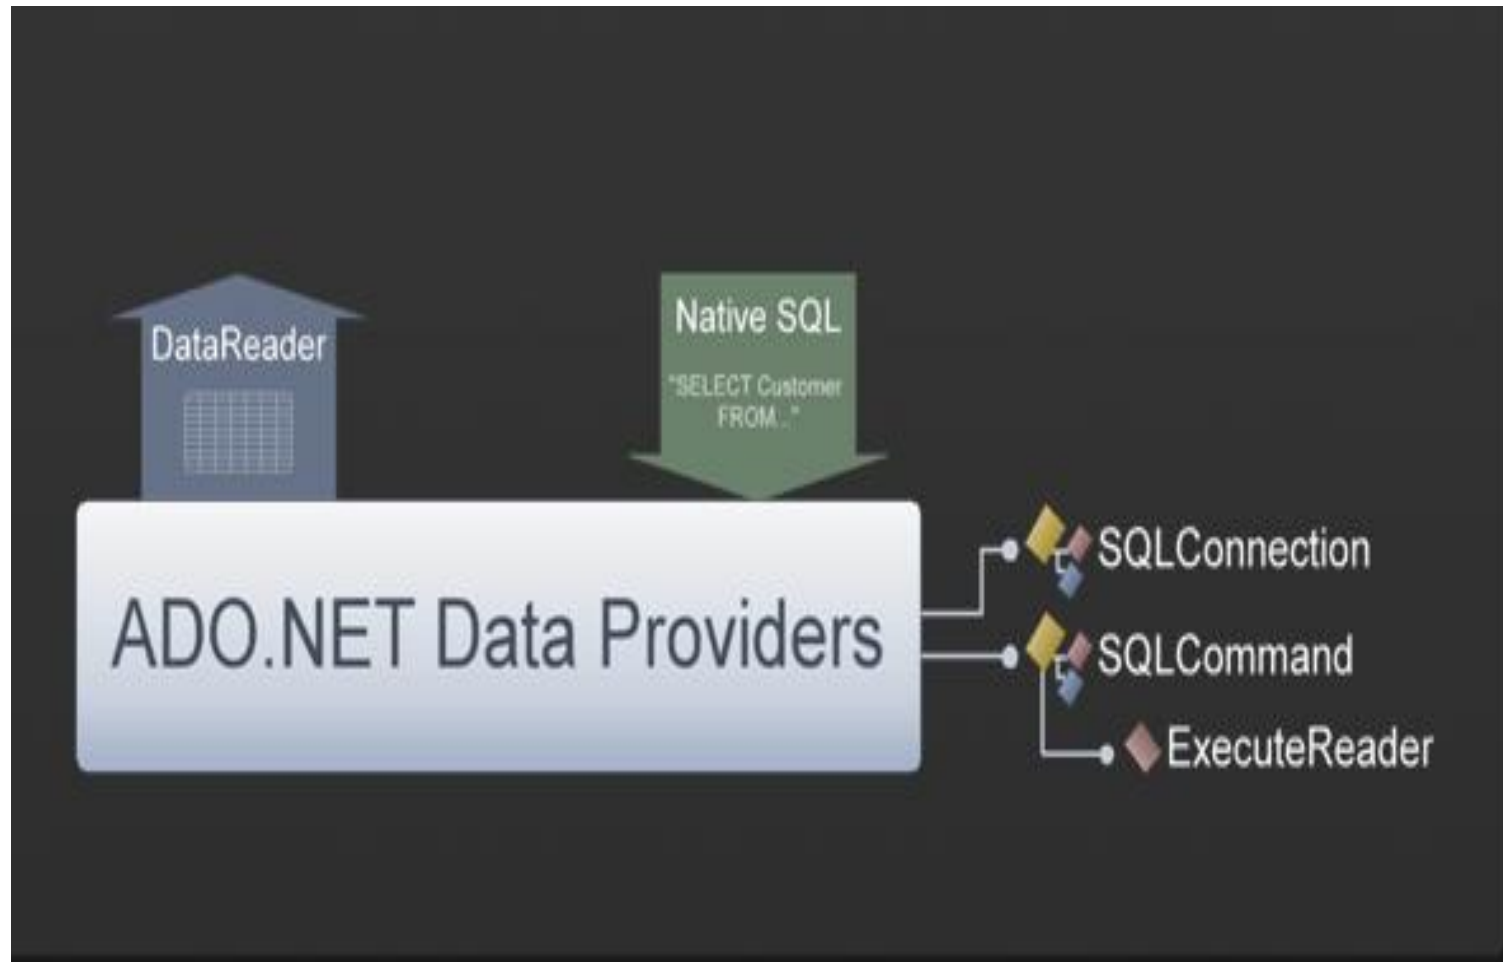 DataReader
Native SQL
"SELECT Customer
FROM..."
ADO.NET Data Providers
SQLConnection
SQLCommand
ExecuteReader